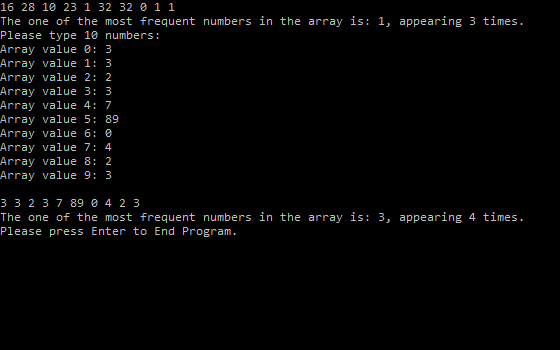 16 28 10 23 1 32 32 0 1 1
The one of the most frequent numbers in the array is: 1, appearing 3 times.
Please type 10 numbers:
Array value 0: 3
Array value 1: 3
Array value 2: 2
Array value 3: 3
Array value 4: 7
Array value 5: 89
Array value 6: 0
Array value 7: 4
Array value 8: 2
Array value 9: 3
3 3 2 3 7 89 0 4 2 3
The one of the most frequent numbers in the array is: 3, appearing 4 times.
Please press Enter to End Program.